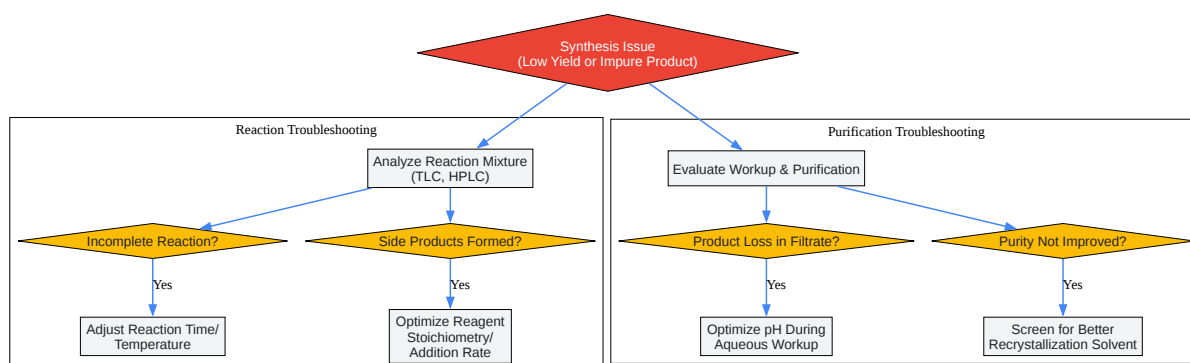 Synthesis Issue
(Low Yield or Impure Product)
Reaction Troubleshooting
Analyze Reaction Mixture
(TLC, HPLC)
Incomplete Reaction?
Side Products Formed?
Yes
Yes
Adjust Reaction Time/
Temperature
Optimize Reagent
Stoichiometry/
Addition Rate
Purification Troubleshooting
Evaluate Workup & Purification
Product Loss in Filtrate?
Purity Not Improved?
Yes
Yes
Optimize pH During
Aqueous Workup
Screen for Better
Recrystallization Solvent